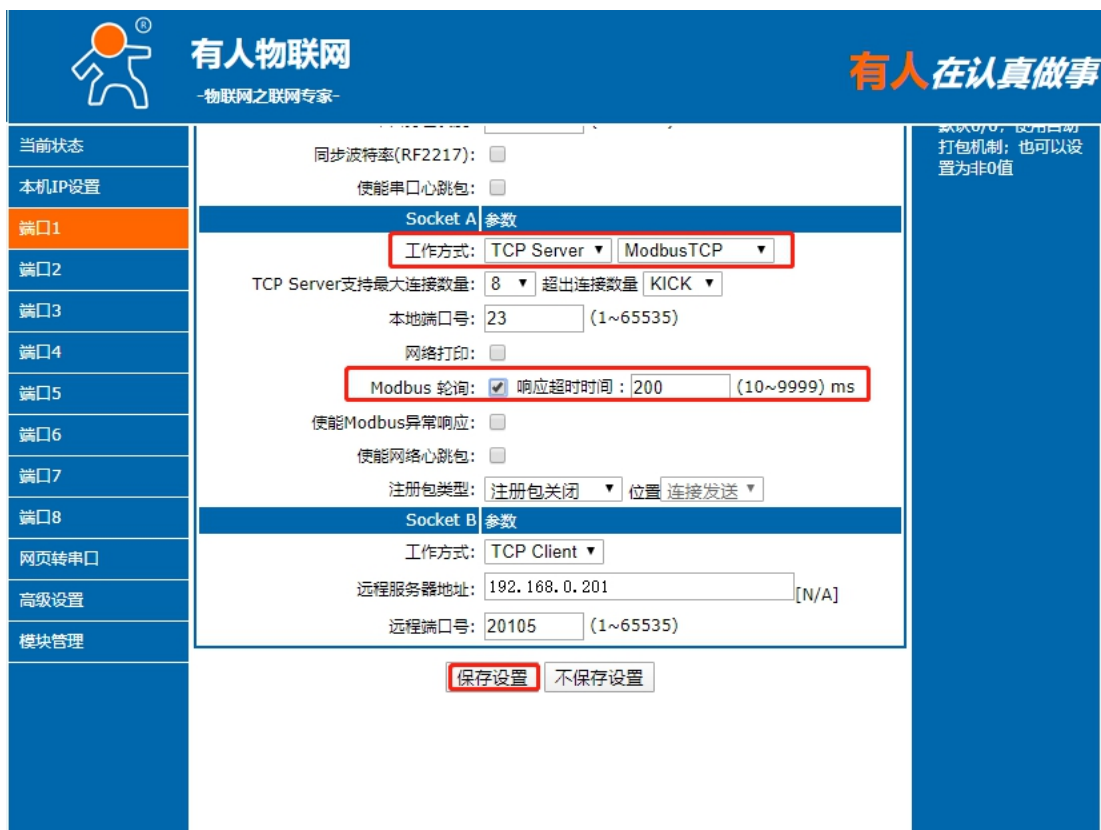 ®
有人物联网
-物联网之联网专家-
有人在认真做事
当前状态
本机IP设置
端口1
端口2
端口3
端口4
端口5
端口6
端口7
端口8
网页转串口
高级设置
模块管理
同步波特率(RF2217):
使能串口心跳包:
Socket A 参数
工作方式: TCP Server ModbusTCP
TCP Server支持最大连接数量: 8 超出连接数量 KICK
本地端口号: 23 (1~65535)
网络打印:
Modbus 轮询: 响应超时时间 : 200 (10~9999) ms
使能Modbus异常响应:
使能网络心跳包:
注册包类型: 注册包关闭 位置 连接发送
Socket B 参数
工作方式: TCP Client
远程服务器地址: 192.168.0.201 [N/A]
远程端口号: 20105 (1~65535)
保存设置 不保存设置
默认0/0, 使用自动
打包机制; 也可以设
置为非0值